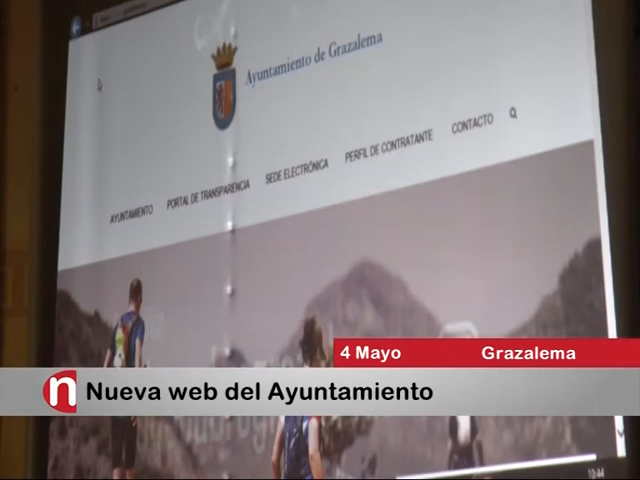 Ayuntamiento de Grazalema
AYUNTAMIENTO PORTAL DE TRANSPARENCIA SEDE ELECTRÓNICA PERFIL DE CONTRATANTE CONTACTO
4 Mayo Grazalema
n Nueva web del Ayuntamiento
10:44